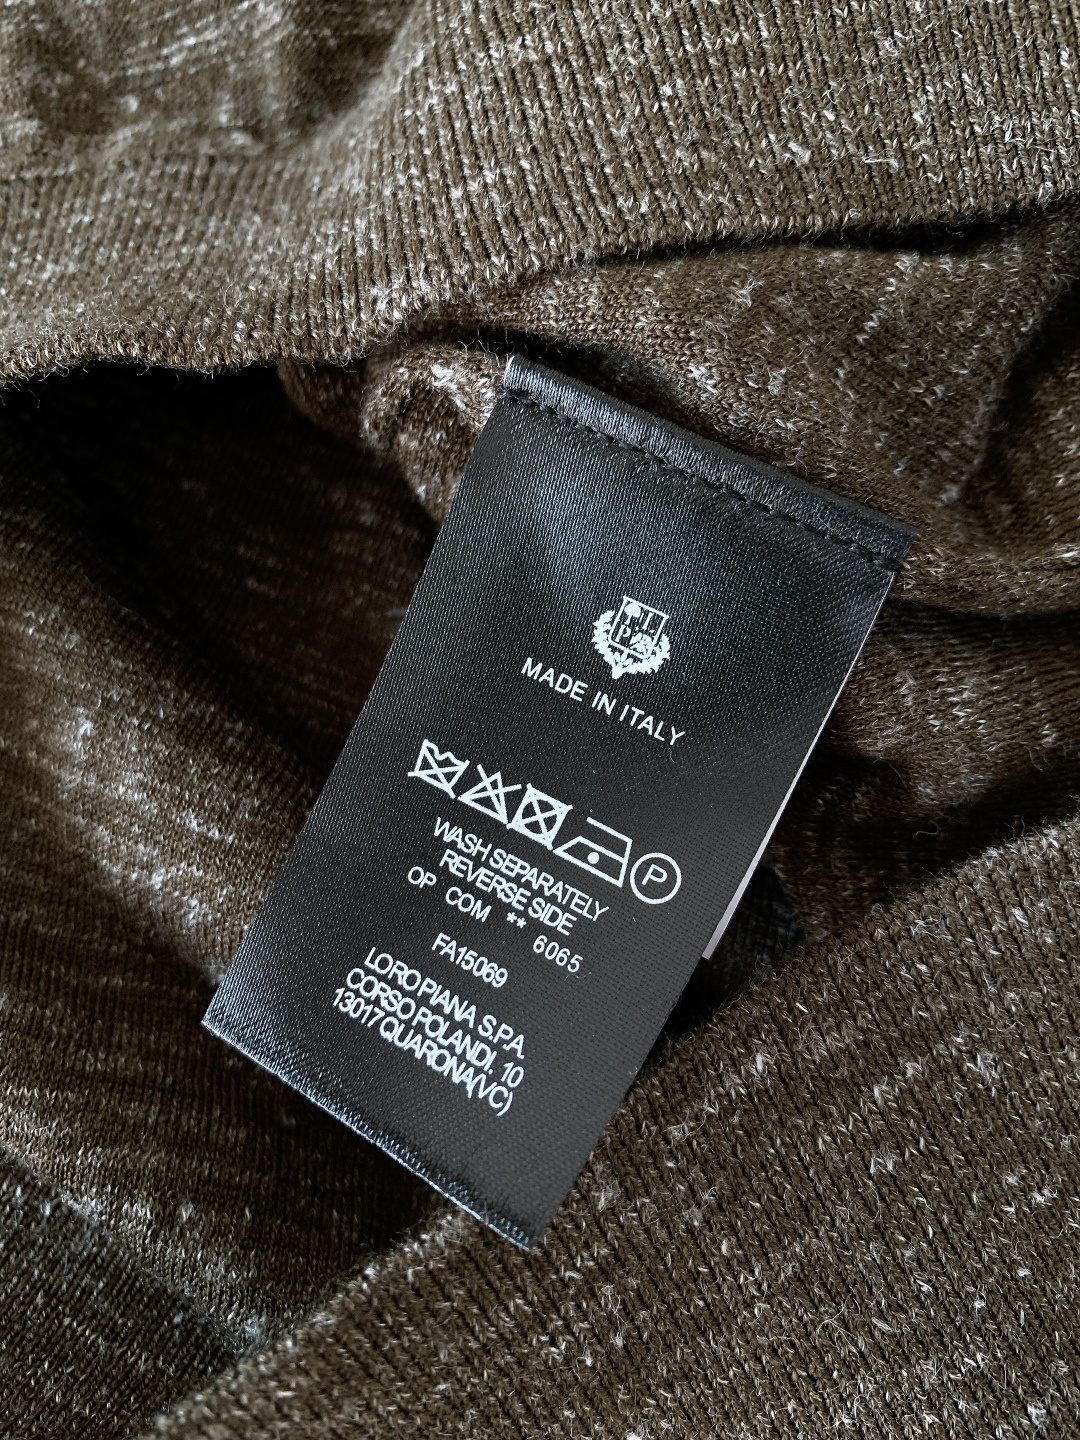 MADE IN ITALY
P
WASH SEPARATELY
REVERSE SIDE
OP COM ** 6065
FA15069
LORO PIANA S.P.A.
CORSO POLANDI, 10
13017 QUARONA(VC)